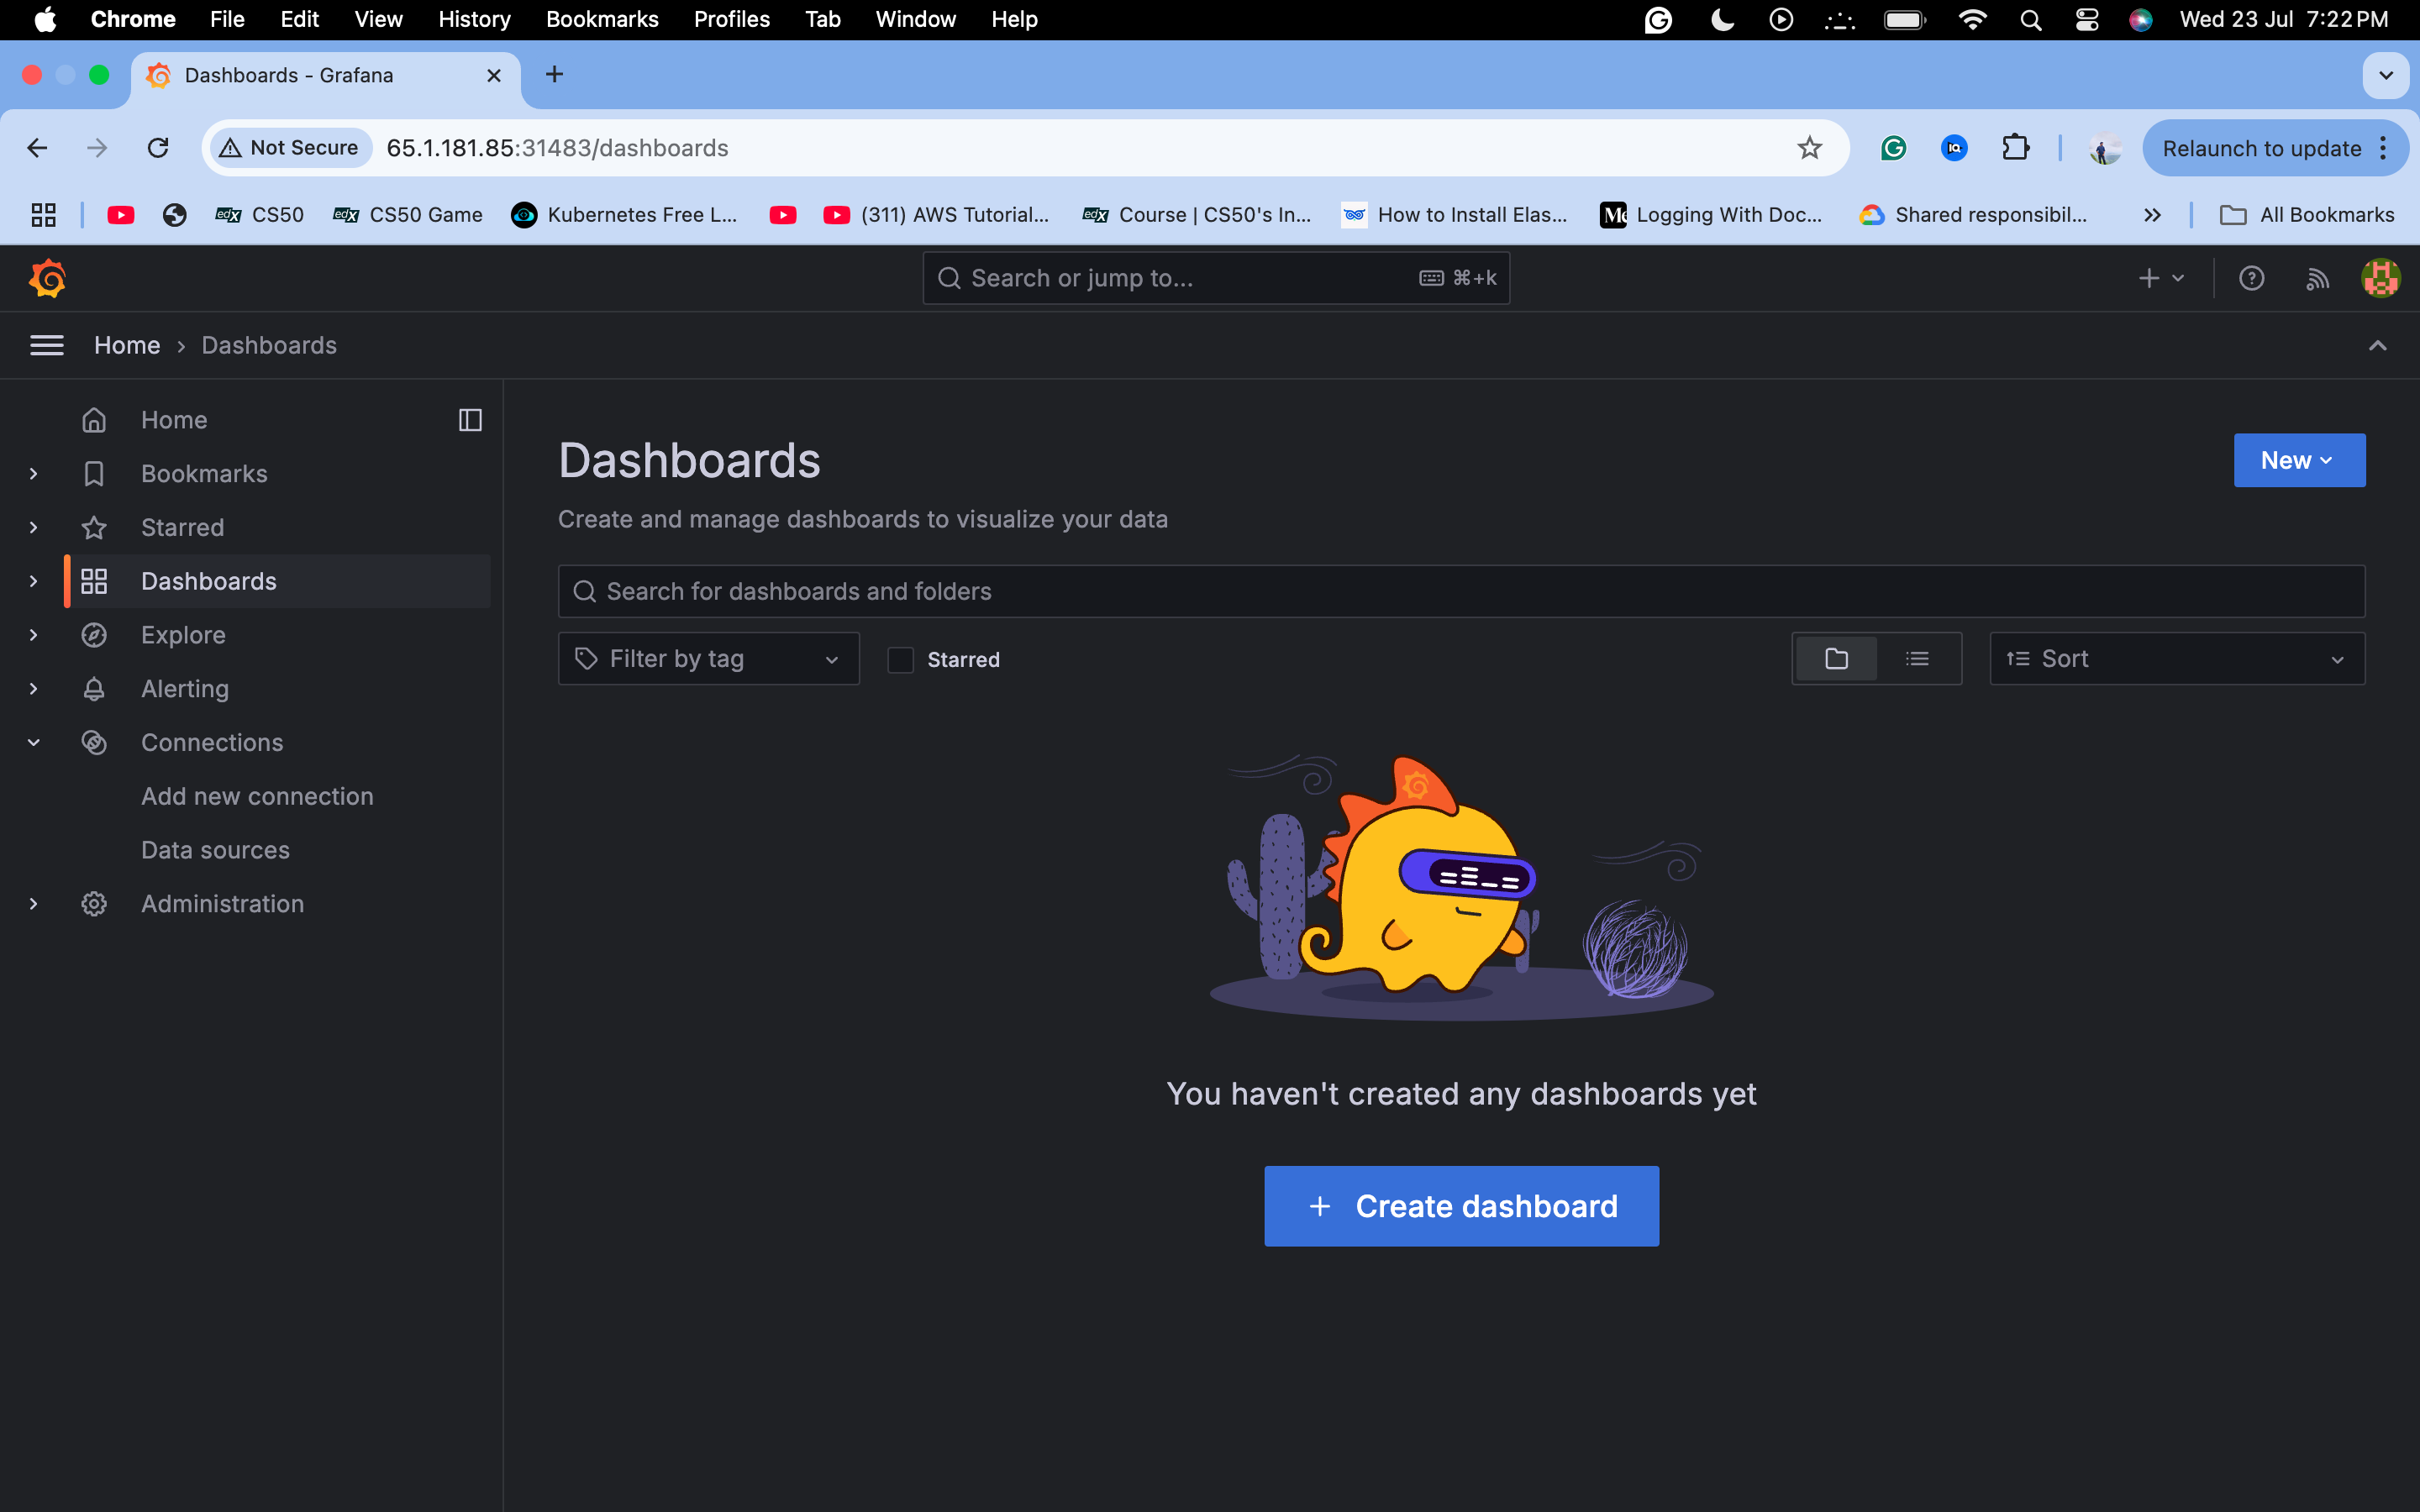 Chrome File Edit View History Bookmarks Profiles Tab Window Help Wed 23 Jul 7:22 PM
Dashboards - Grafana
Not Secure 65.1.181.85:31483/dashboards Relaunch to update
CS50 CS50 Game Kubernetes Free L... (311) AWS Tutorial... Course | CS50's In... How to Install Elas... Logging With Doc... Shared responsibil... All Bookmarks
Search or jump to... ⌘+k
Home › Dashboards
Home
Bookmarks
Starred
Dashboards
Explore
Alerting
Connections
Add new connection
Data sources
Administration
Dashboards
New
Create and manage dashboards to visualize your data
Search for dashboards and folders
Filter by tag Starred Sort
You haven't created any dashboards yet
+ Create dashboard